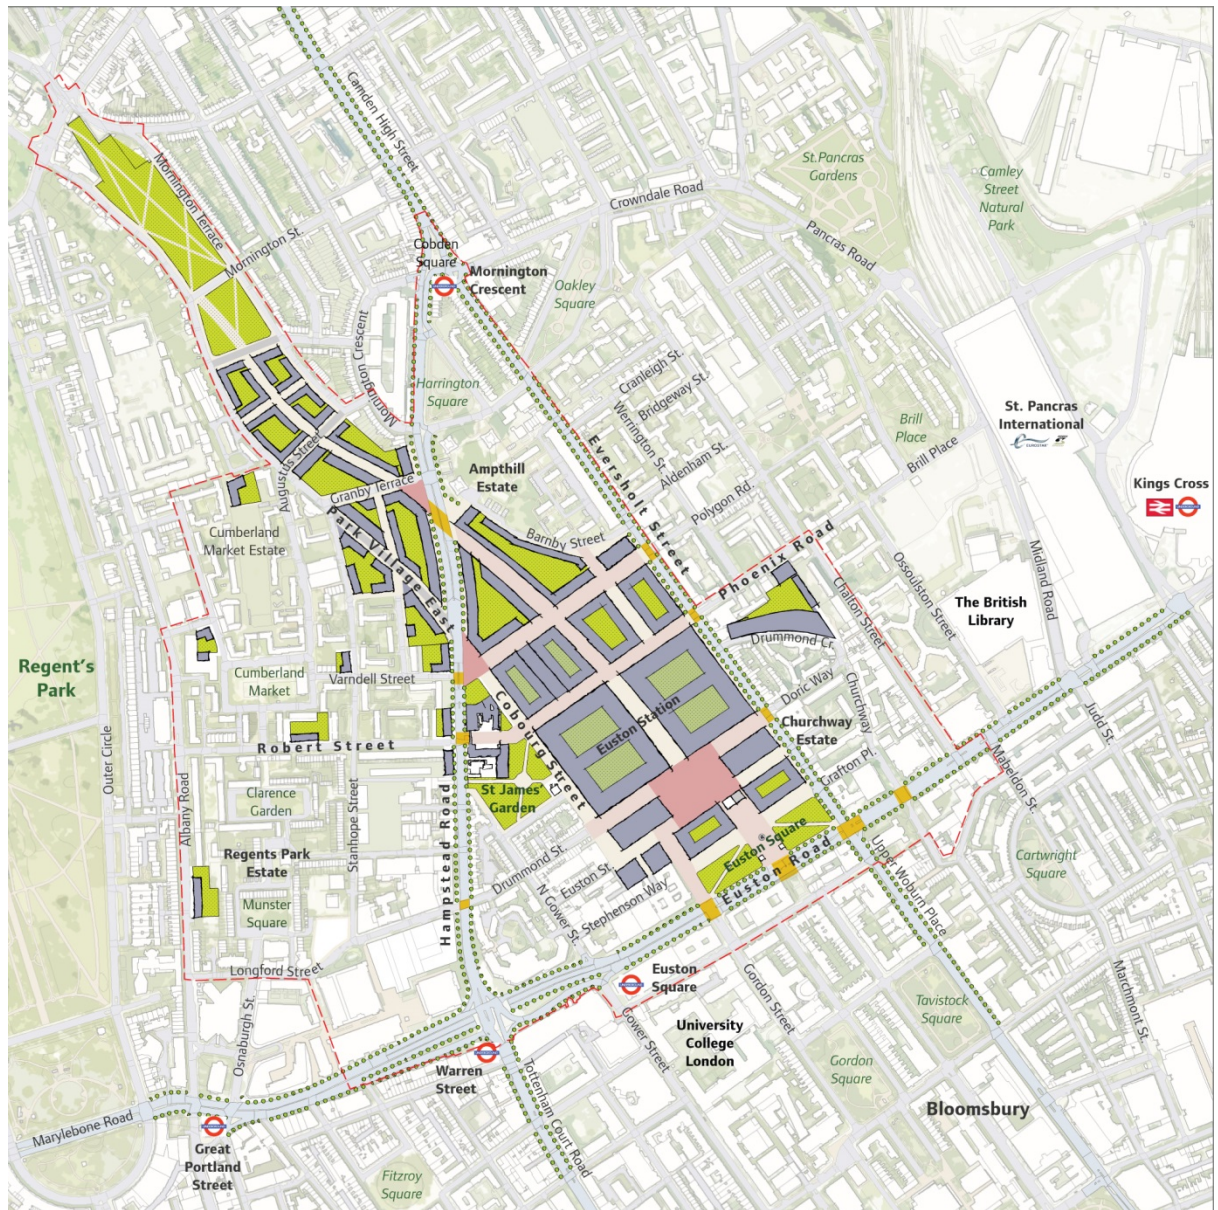 Camden High Street
St.Pancras
Gardens
Camley
Street
Natural
Park
Crowndale Road
Pancras Road
Mornington Terrace
Mornington St.
Cobden
Square
Mornington
Crescent
Oakley
Square
Mornington Crescent
Harrington
Square
Cranleigh St.
Bridgeway St.
Werrington St.
Aldenham St.
Polygon Rd.
Eversholt Street
Brill
Place
Brill Place
St. Pancras
International
Kings Cross
Ampthill
Estate
Augustus Street
Granby Terrace
Park Village East
Barnby Street
Phoenix Road
Cumberland
Market Estate
Chalton Street
Ossoulston Street
Midland Road
The British
Library
Drummond Cr.
Regent's
Park
Cumberland
Market
Varndell Street
Doric Way
Churchway
Churchway
Estate
Judd St.
Outer Circle
Robert Street
Cobourg Street
Euston Station
Grafton Pl.
Mabeldon St.
Clarence
Garden
St James'
Garden
Albany Road
Stanhope Street
Hampstead Road
Regents Park
Estate
Drummond St.
Euston St.
Euston Square
Euston Road
Upper Woburn Place
Cartwright
Square
Munster
Square
N Gower St.
Stephenson Way
Longford Street
Euston
Square
Gordon Street
Tavistock
Square
Marchmont St.
Osnaburgh St.
Gower Street
University
College
London
Gordon
Square
Warren
Street
Tottenham Court Road
Bloomsbury
Marylebone Road
Great
Portland
Street
Fitzroy
Square